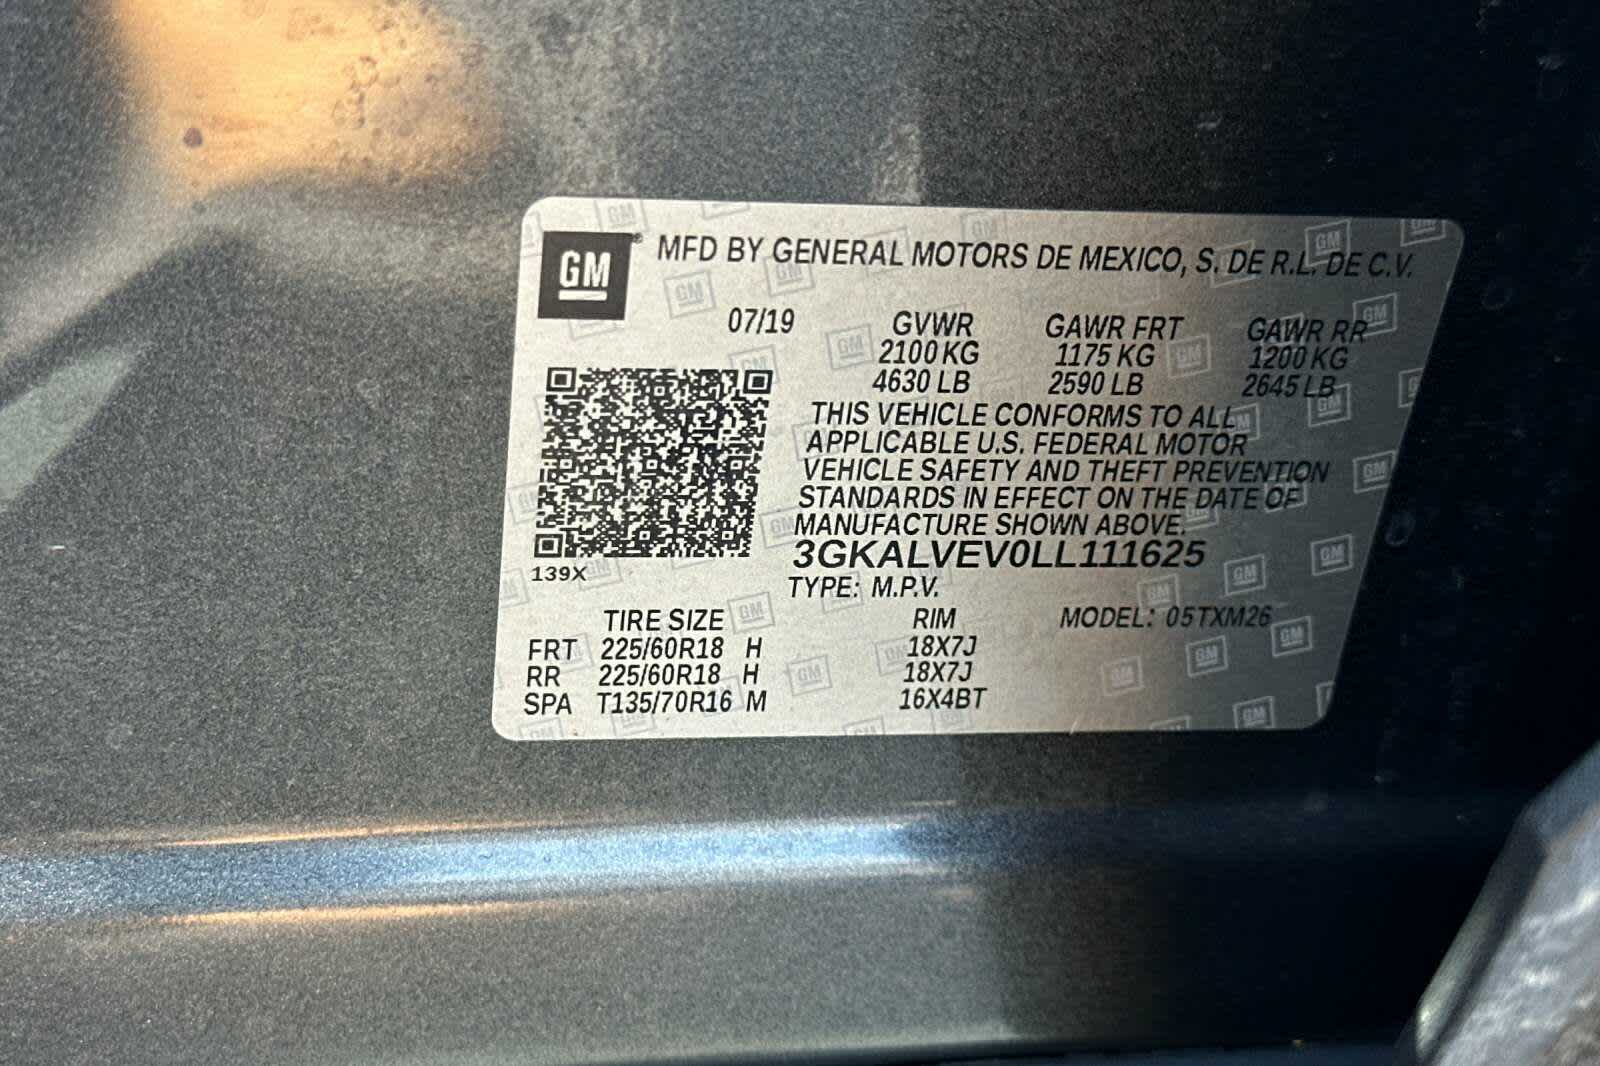 GM ® MFD BY GENERAL MOTORS DE MEXICO, S. DE R.L. DE C.V.
07/19 GVWR GAWR FRT GAWR RR
2100 KG 1175 KG 1200 KG
4630 LB 2590 LB 2645 LB
THIS VEHICLE CONFORMS TO ALL
APPLICABLE U.S. FEDERAL MOTOR
VEHICLE SAFETY AND THEFT PREVENTION
STANDARDS IN EFFECT ON THE DATE OF
MANUFACTURE SHOWN ABOVE.
3GKALVEV0LL111625
139X
TYPE: M.P.V.
TIRE SIZE RIM MODEL: 05TXM26
FRT 225/60R18 H 18X7J
RR 225/60R18 H 18X7J
SPA T135/70R16 M 16X4BT